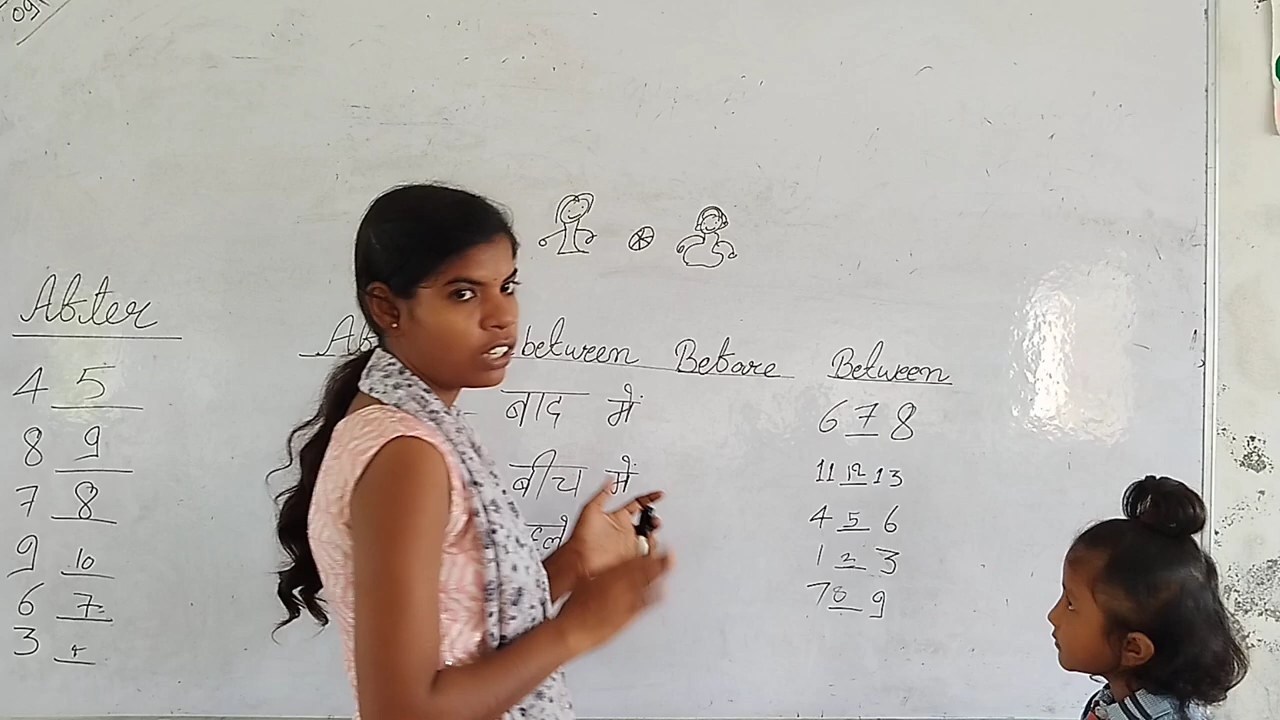 After
4 5
8 9
7 8
9 10
6 7
3
between Before
बाद में
बीच में
Between
6 7 8
11 12 13
4 5 6
1 2 3
7 8 9